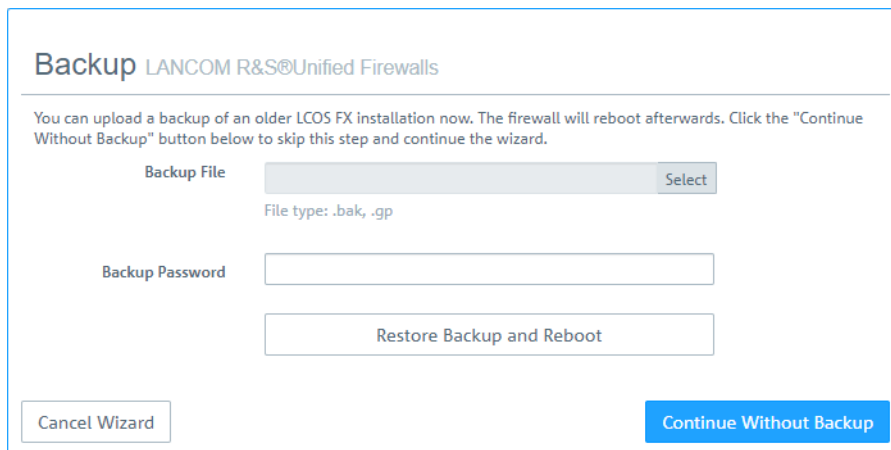 Backup LANCOM R&S®Unified Firewalls
You can upload a backup of an older LCOS FX installation now. The firewall will reboot afterwards. Click the "Continue
Without Backup" button below to skip this step and continue the wizard.
Backup File
Select
File type: .bak, .gp
Backup Password
Restore Backup and Reboot
Cancel Wizard
Continue Without Backup